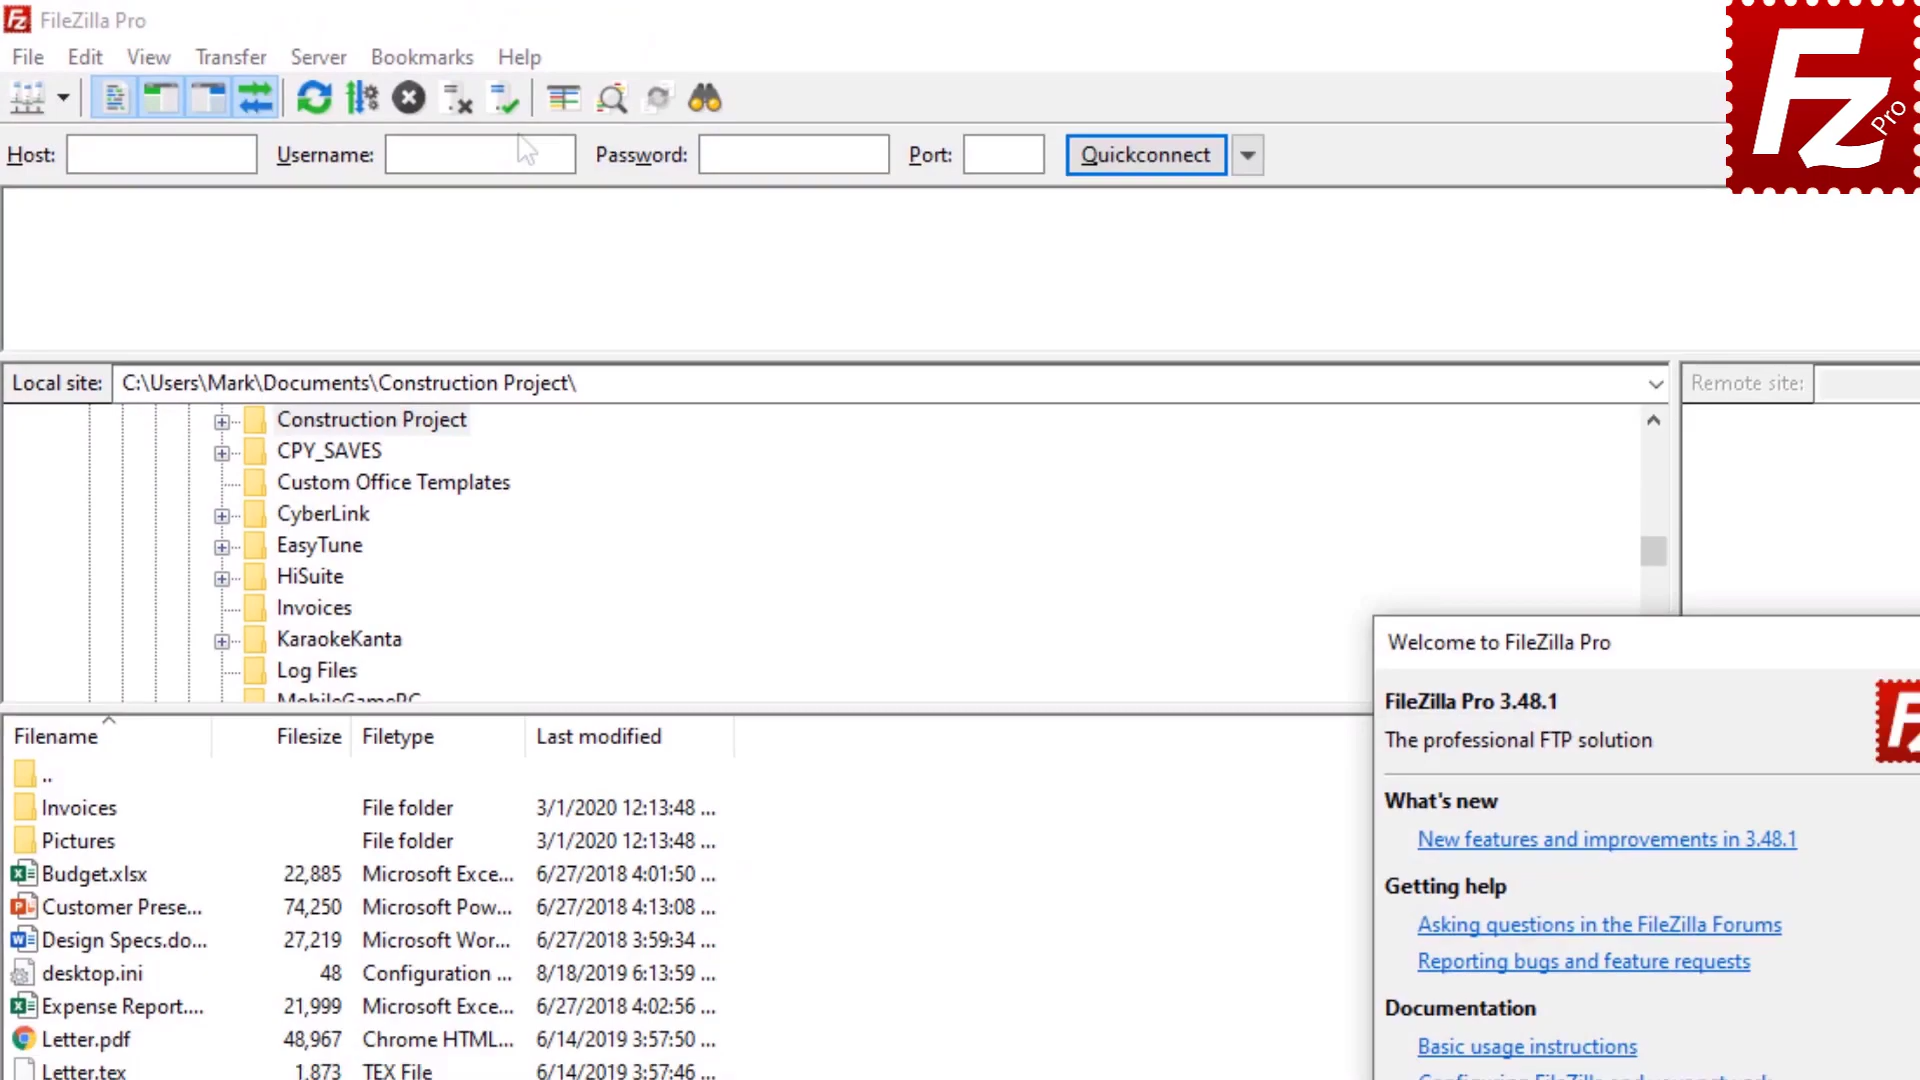 FileZilla Pro
File Edit View Transfer Server Bookmarks Help
Host: Username: Password: Port: Quickconnect
Fz Pro
Local site: C:\Users\Mark\Documents\Construction Project\
Remote site:
Construction Project
CPY_SAVES
Custom Office Templates
CyberLink
EasyTune
HiSuite
Invoices
KaraokeKanta
Log Files
MobileGamePC
Filename Filesize Filetype Last modified
..
Invoices File folder 3/1/2020 12:13:48 ...
Pictures File folder 3/1/2020 12:13:48 ...
Budget.xlsx 22,885 Microsoft Exce... 6/27/2018 4:01:50 ...
Customer Prese... 74,250 Microsoft Pow... 6/27/2018 4:13:08 ...
Design Specs.do... 27,219 Microsoft Wor... 6/27/2018 3:59:34 ...
desktop.ini 48 Configuration ... 8/18/2019 6:13:59 ...
Expense Report.... 21,999 Microsoft Exce... 6/27/2018 4:02:56 ...
Letter.pdf 48,967 Chrome HTML... 6/14/2019 3:57:50 ...
Letter.tex 1,873 TEX File 6/14/2019 3:57:46 ...
Welcome to FileZilla Pro
FileZilla Pro 3.48.1
The professional FTP solution
What's new
New features and improvements in 3.48.1
Getting help
Asking questions in the FileZilla Forums
Reporting bugs and feature requests
Documentation
Basic usage instructions